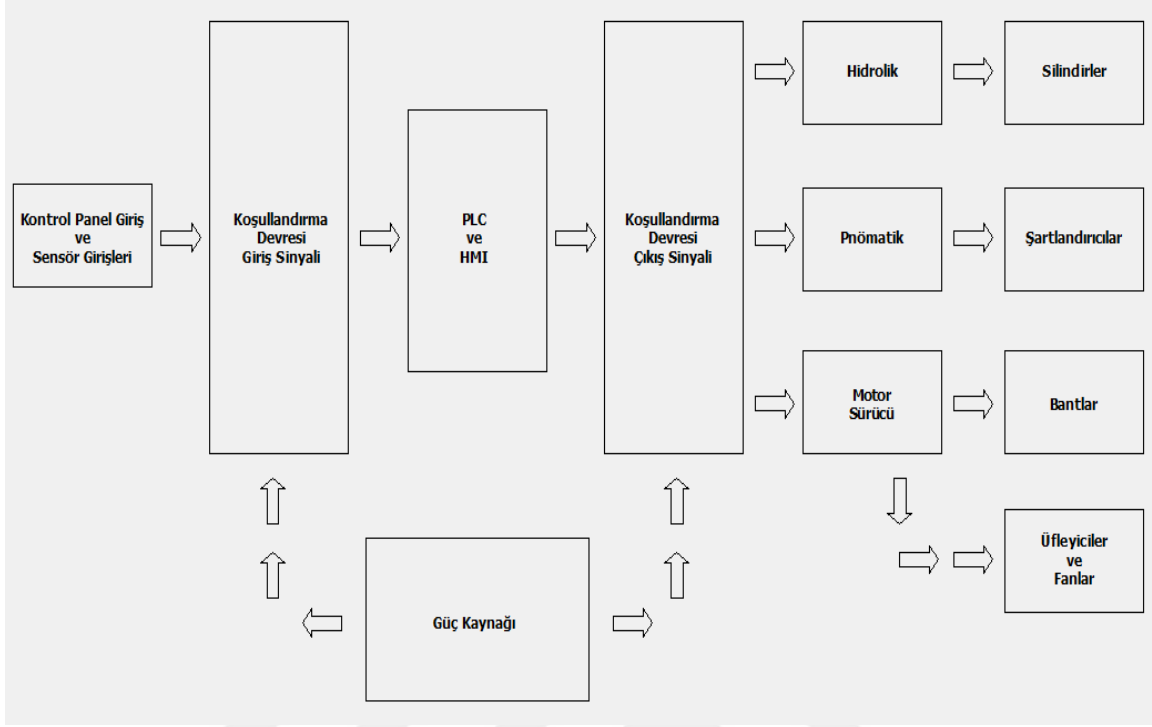 Kontrol Panel Giriş
ve
Sensör Girişleri
Koşullandırma
Devresi
Giriş Sinyali
PLC
ve
HMI
Koşullandırma
Devresi
Çıkış Sinyali
Hidrolik
Silindirler
Pnömatik
Şartlandırıcılar
Motor
Sürücü
Bantlar
Üfleyiciler
ve
Fanlar
Güç Kaynağı